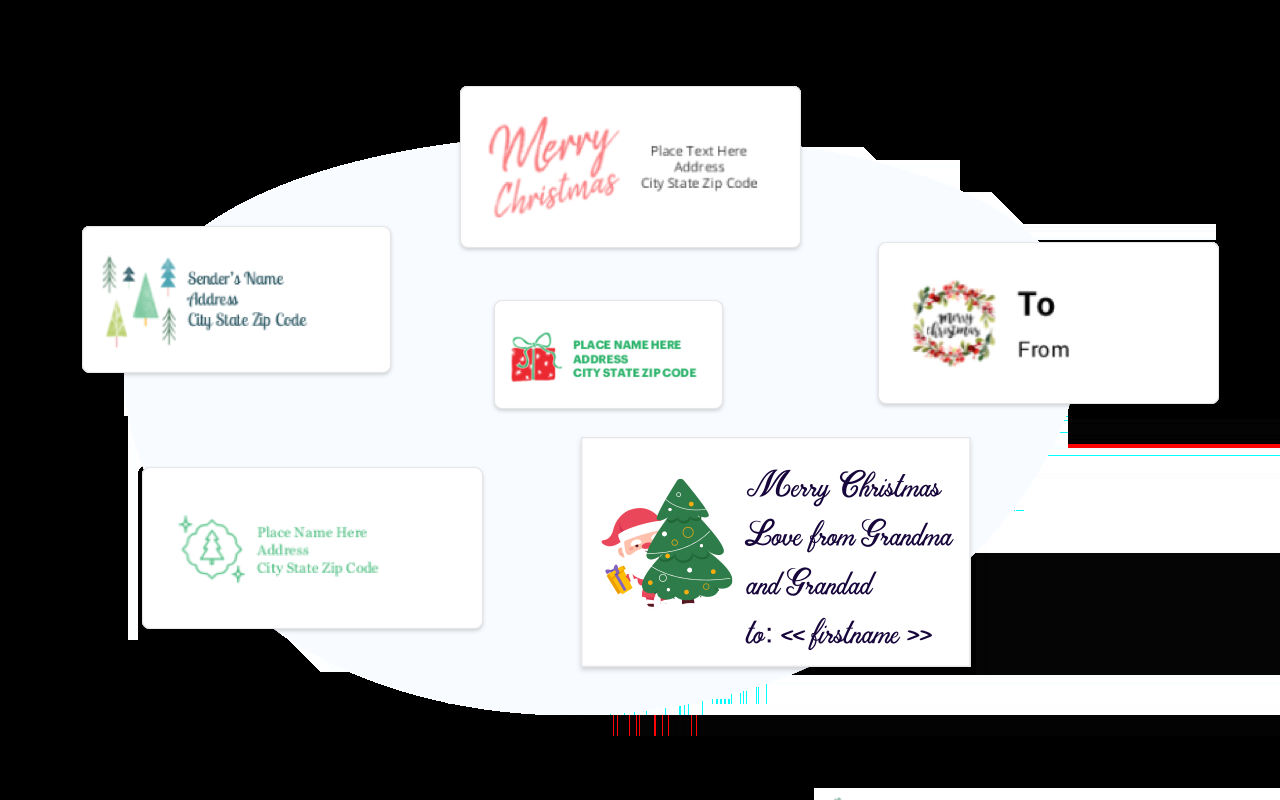 Merry
Christmas
Place Text Here
Address
City State Zip Code
Sender's Name
Address
City State Zip Code
PLACE NAME HERE
ADDRESS
CITY STATE ZIP CODE
merry
christmas
To
From
Place Name Here
Address
City State Zip Code
Merry Christmas
Love from Grandma
and Grandad
to: << firstname >>